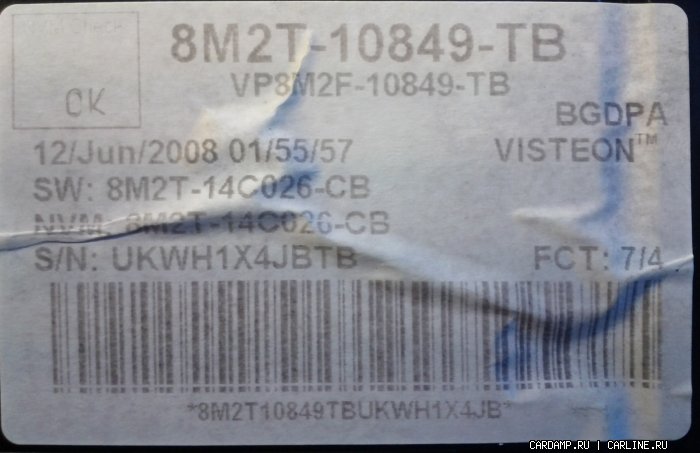 8M2T-10849-TB
VP8M2F-10849-TB
CK
BGDPA
12/Jun/2008 01/55/57
VISTEON™
SW: 8M2T-14C026-CB
NVM: 8M2T-14C026-CB
S/N: UKWH1X4JBTB
FCT: 7/4
*8M2T10849TBUKWH1X4JB*
CARDAMP.RU | CARLINE.RU